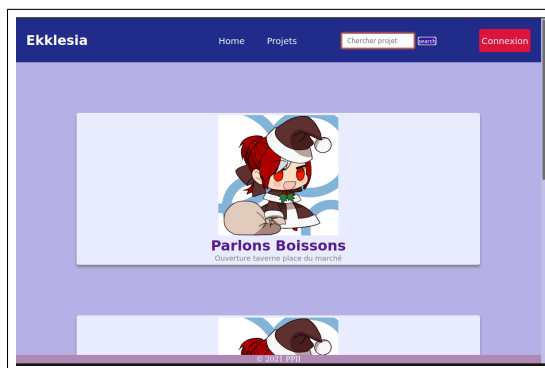 Ekklesia
Home
Projets
Chercher projet
search
Connexion
Parlons Boissons
Ouverture taverne place du marché
© 2021 PPII